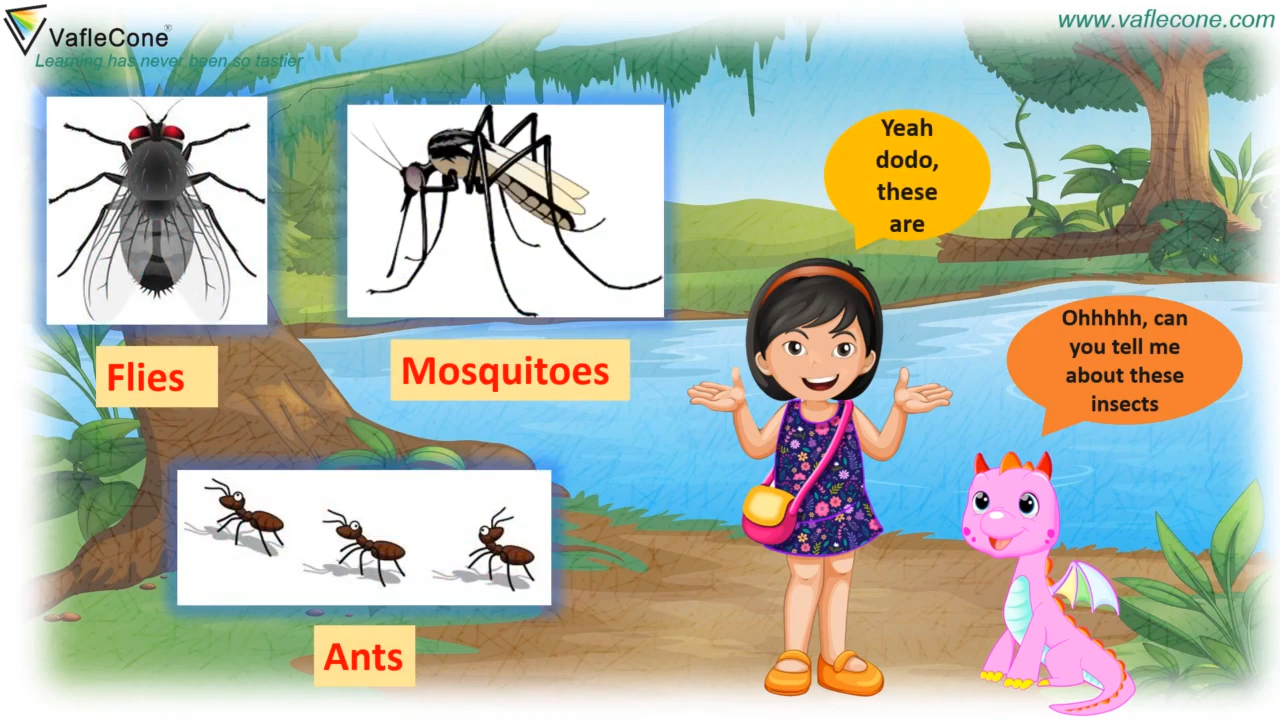 VafleCone®
Learning has never been so tastier
www.vaflecone.com
Flies
Mosquitoes
Ants
Yeah
dodo,
these
are
Ohhhhh, can
you tell me
about these
insects